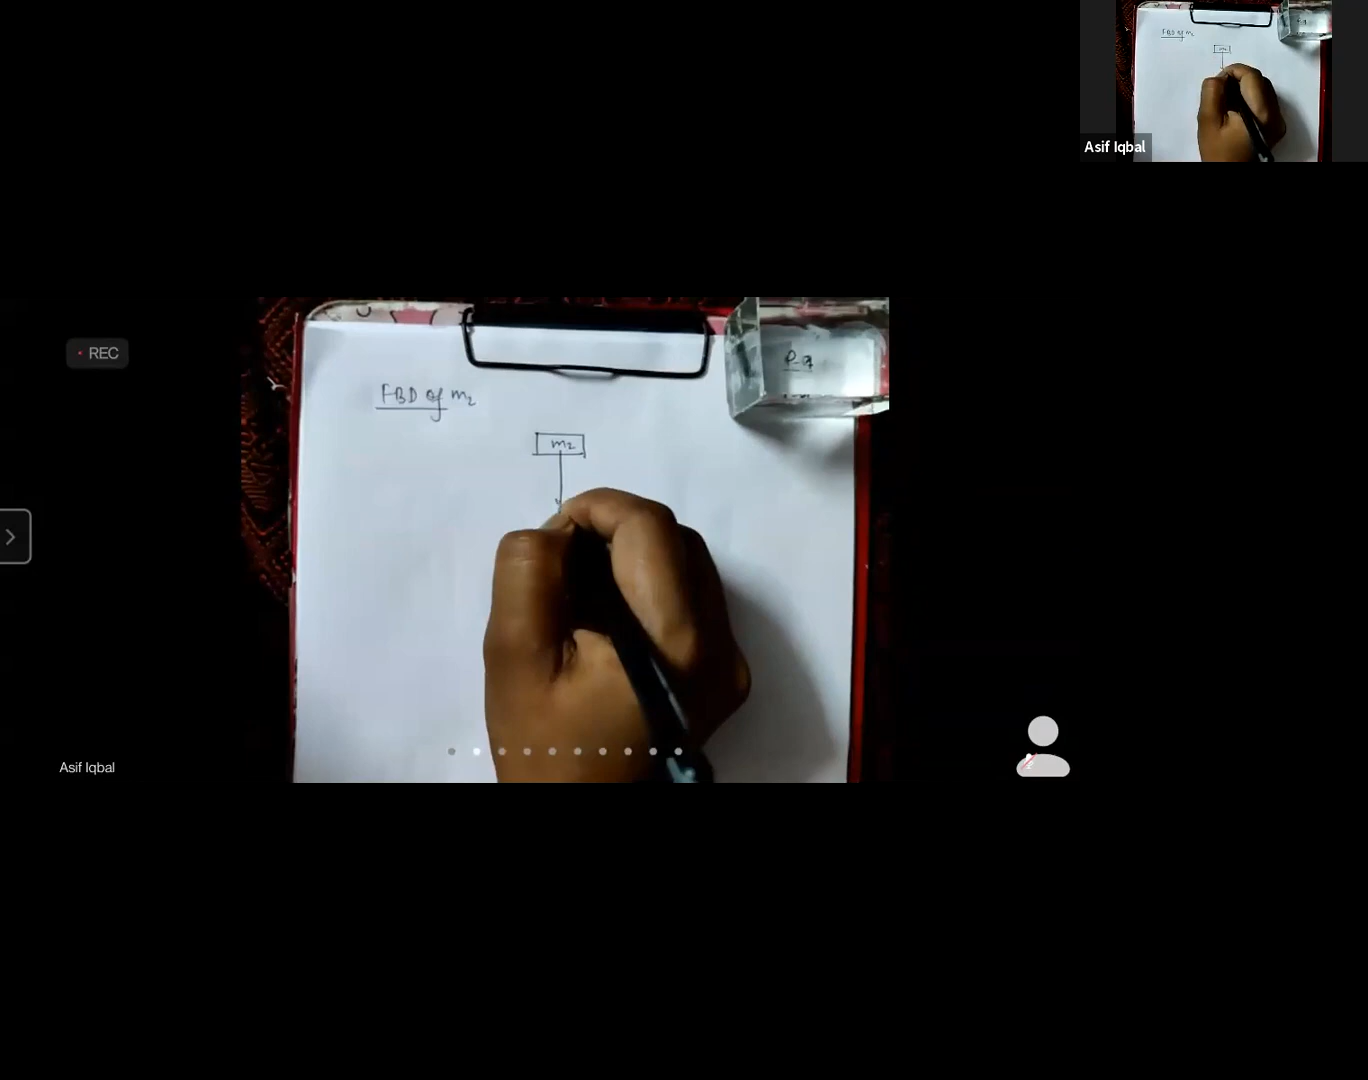 Asif Iqbal
• REC
FBD of m₂
m₂
Asif Iqbal